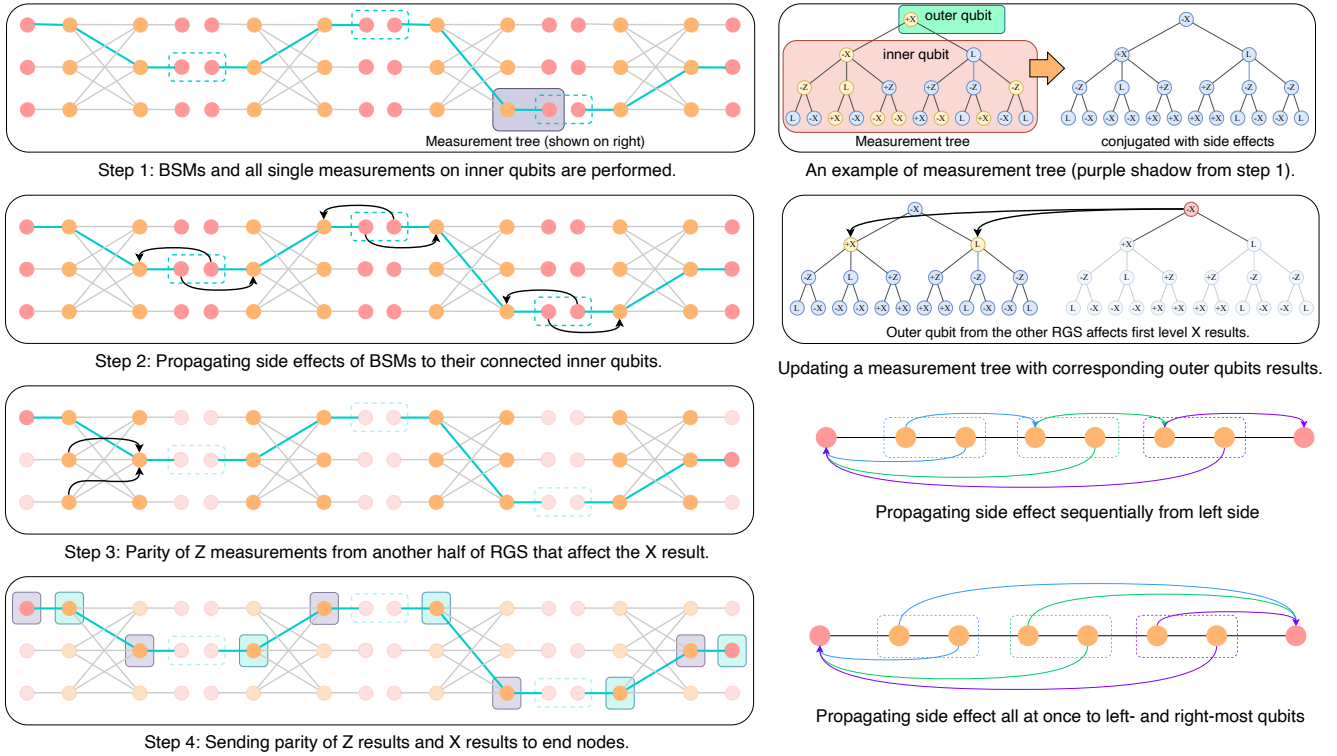 Measurement tree (shown on right)
Step 1: BSMs and all single measurements on inner qubits are performed.
Step 2: Propagating side effects of BSMs to their connected inner qubits.
Step 3: Parity of Z measurements from another half of RGS that affect the X result.
Step 4: Sending parity of Z results and X results to end nodes.
+X outer qubit
inner qubit
-X L
-Z L +Z +Z -Z -Z
L -X +X -X -X -X +X -X L +X -X L
Measurement tree
-X
+X L
-Z L +Z +Z -Z -Z
L -X -X -X +X +X +X +X L -X -X L
conjugated with side effects
An example of measurement tree (purple shadow from step 1).
-X -X
+X L +X L
-Z L +Z +Z -Z -Z -Z L +Z +Z -Z -Z
Outer qubit from the other RGS affects first level X results.
Updating a measurement tree with corresponding outer qubits results.
Propagating side effect sequentially from left side
Propagating side effect all at once to left- and right-most qubits